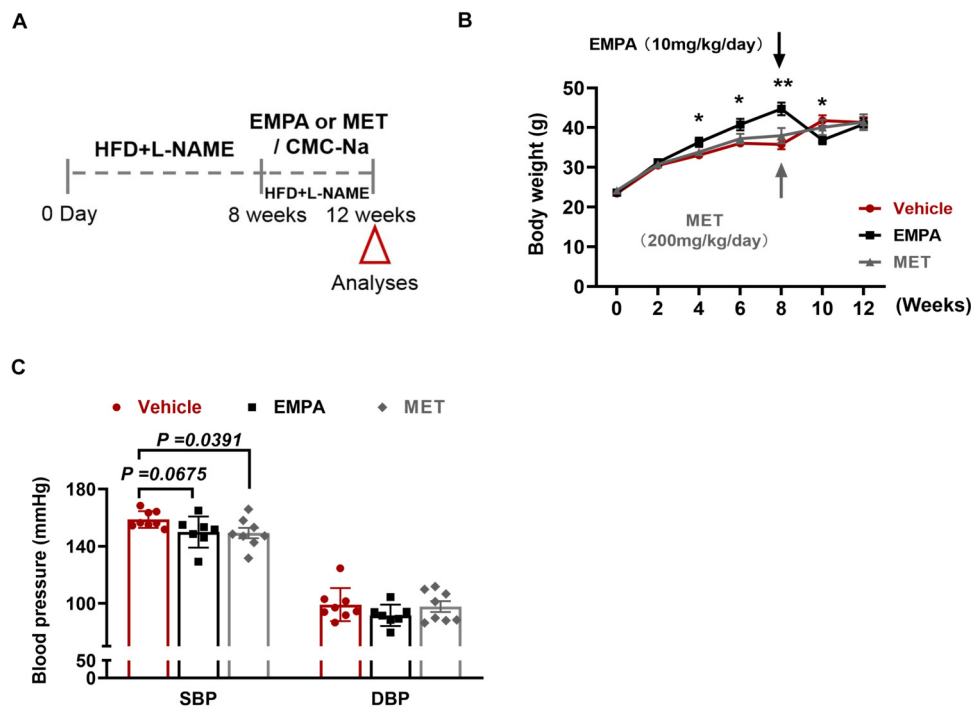 A
HFD+L-NAME
EMPA or MET
/ CMC-Na
HFD+L-NAME
0 Day
8 weeks
12 weeks
Analyses
B
EMPA（10mg/kg/day）
Body weight (g)
50
40
30
20
10
0
*
*
**
*
MET
（200mg/kg/day）
Vehicle
EMPA
MET
0 2 4 6 8 10 12 (Weeks)
C
Vehicle EMPA MET
P =0.0391
P =0.0675
Blood pressure (mmHg)
180
140
100
50
0
SBP DBP